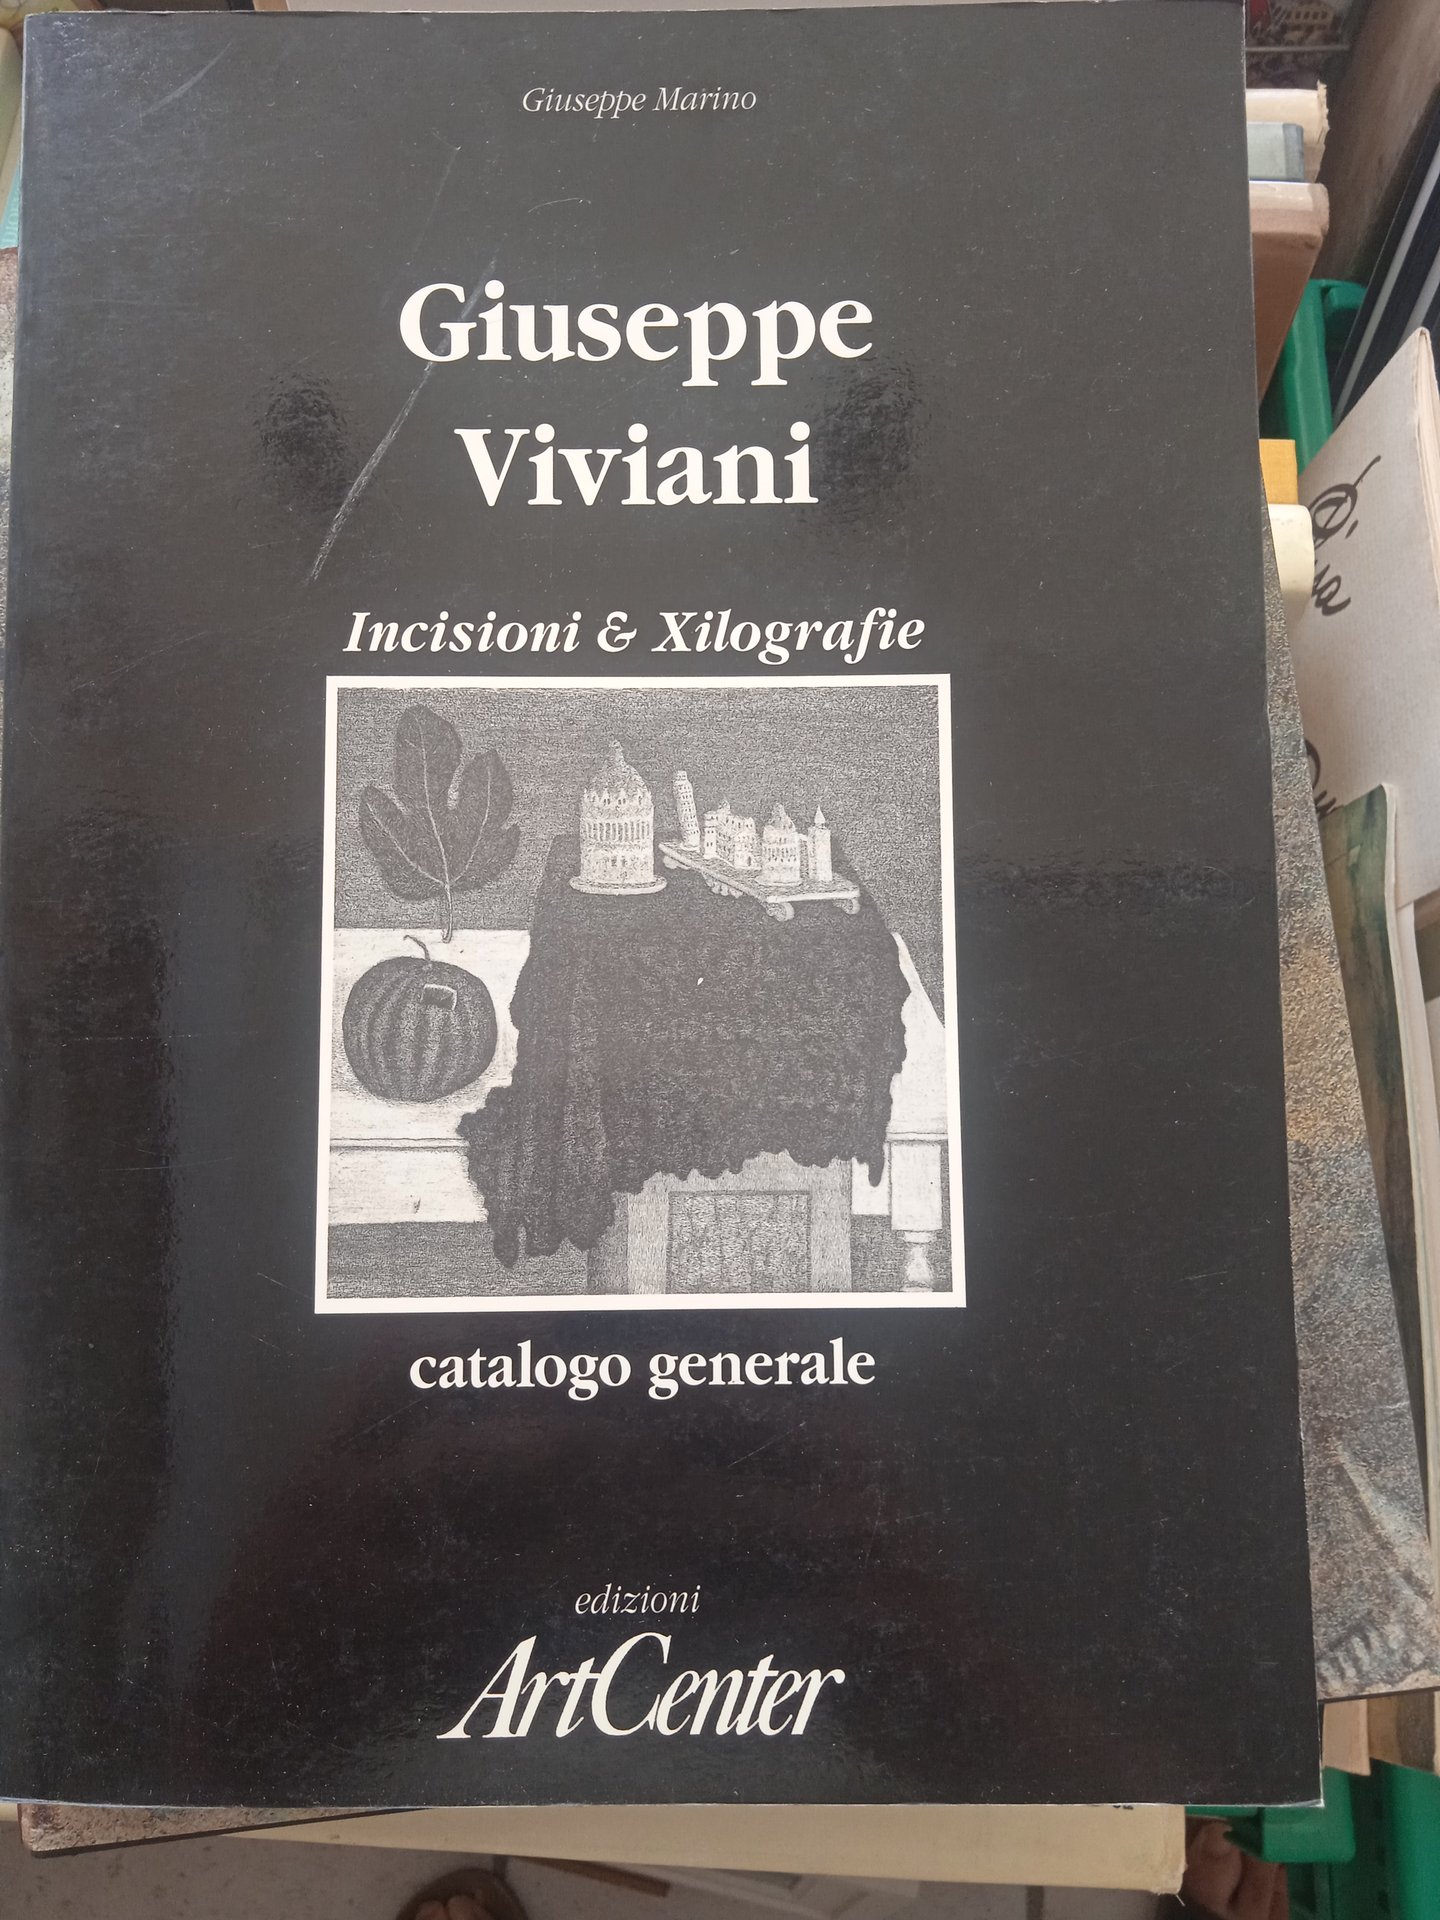 Giuseppe Marino
Giuseppe
Viviani
Incisioni & Xilografie
catalogo generale
edizioni
ArtCenter